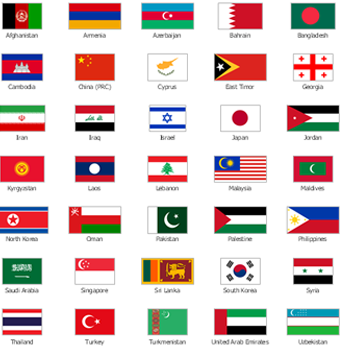 Afghanistan
Armenia
Azerbaijan
Bahrain
Bangladesh
Cambodia
China (PRC)
Cyprus
East Timor
Georgia
Iran
Iraq
Israel
Japan
Jordan
Kyrgyzstan
Laos
Lebanon
Malaysia
Maldives
North Korea
Oman
Pakistan
Palestine
Philippines
Saudi Arabia
Singapore
Sri Lanka
South Korea
Syria
Thailand
Turkey
Turkmenistan
United Arab Emirates
Uzbekistan